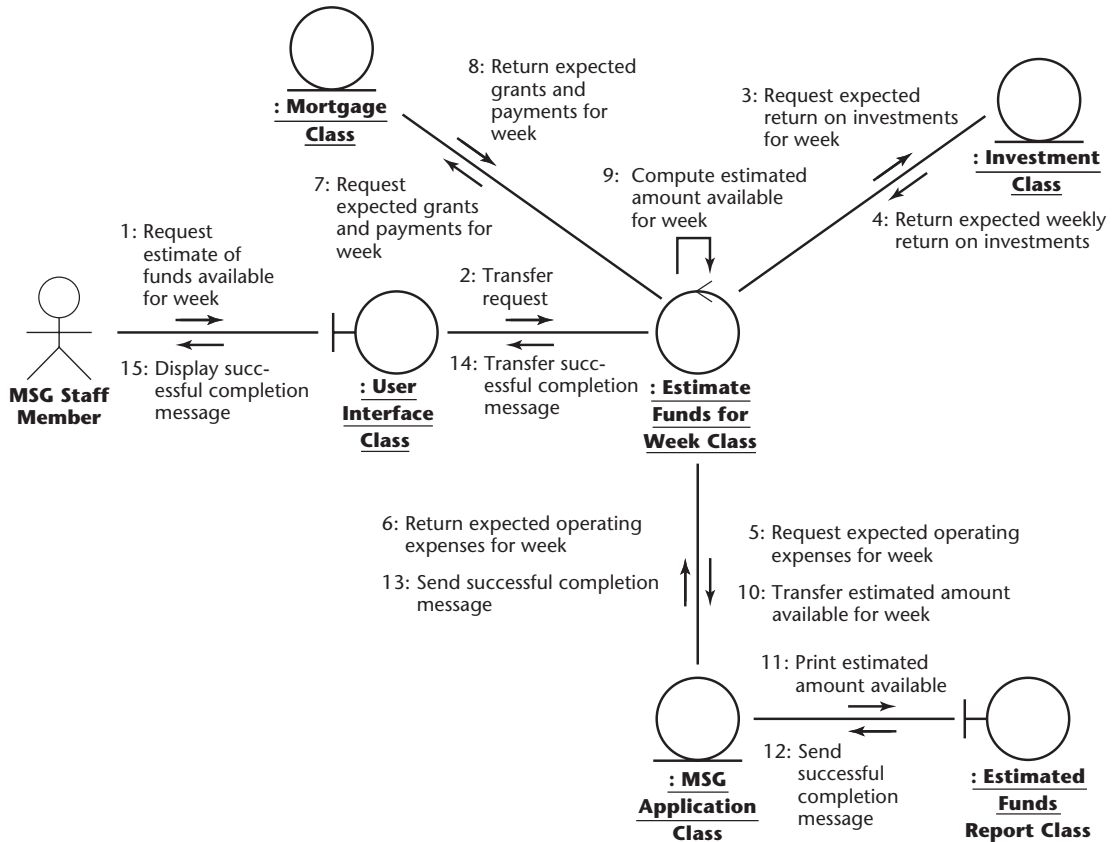 8: Return expected
grants and
payments for
week
3: Request expected
return on investments
for week
: Mortgage
Class
: Investment
Class
9: Compute estimated
amount available
for week
7: Request
expected grants
and payments for
week
4: Return expected weekly
return on investments
1: Request
estimate of
funds available
for week
2: Transfer
request
15: Display suc-
cessful completion
message
14: Transfer suc-
cessful completion
message
MSG Staff
Member
: User
Interface
Class
: Estimate
Funds for
Week Class
6: Return expected operating
expenses for week
5: Request expected operating
expenses for week
13: Send successful completion
message
10: Transfer estimated amount
available for week
11: Print estimated
amount available
12: Send
successful
completion
message
: MSG
Application
Class
: Estimated
Funds
Report Class